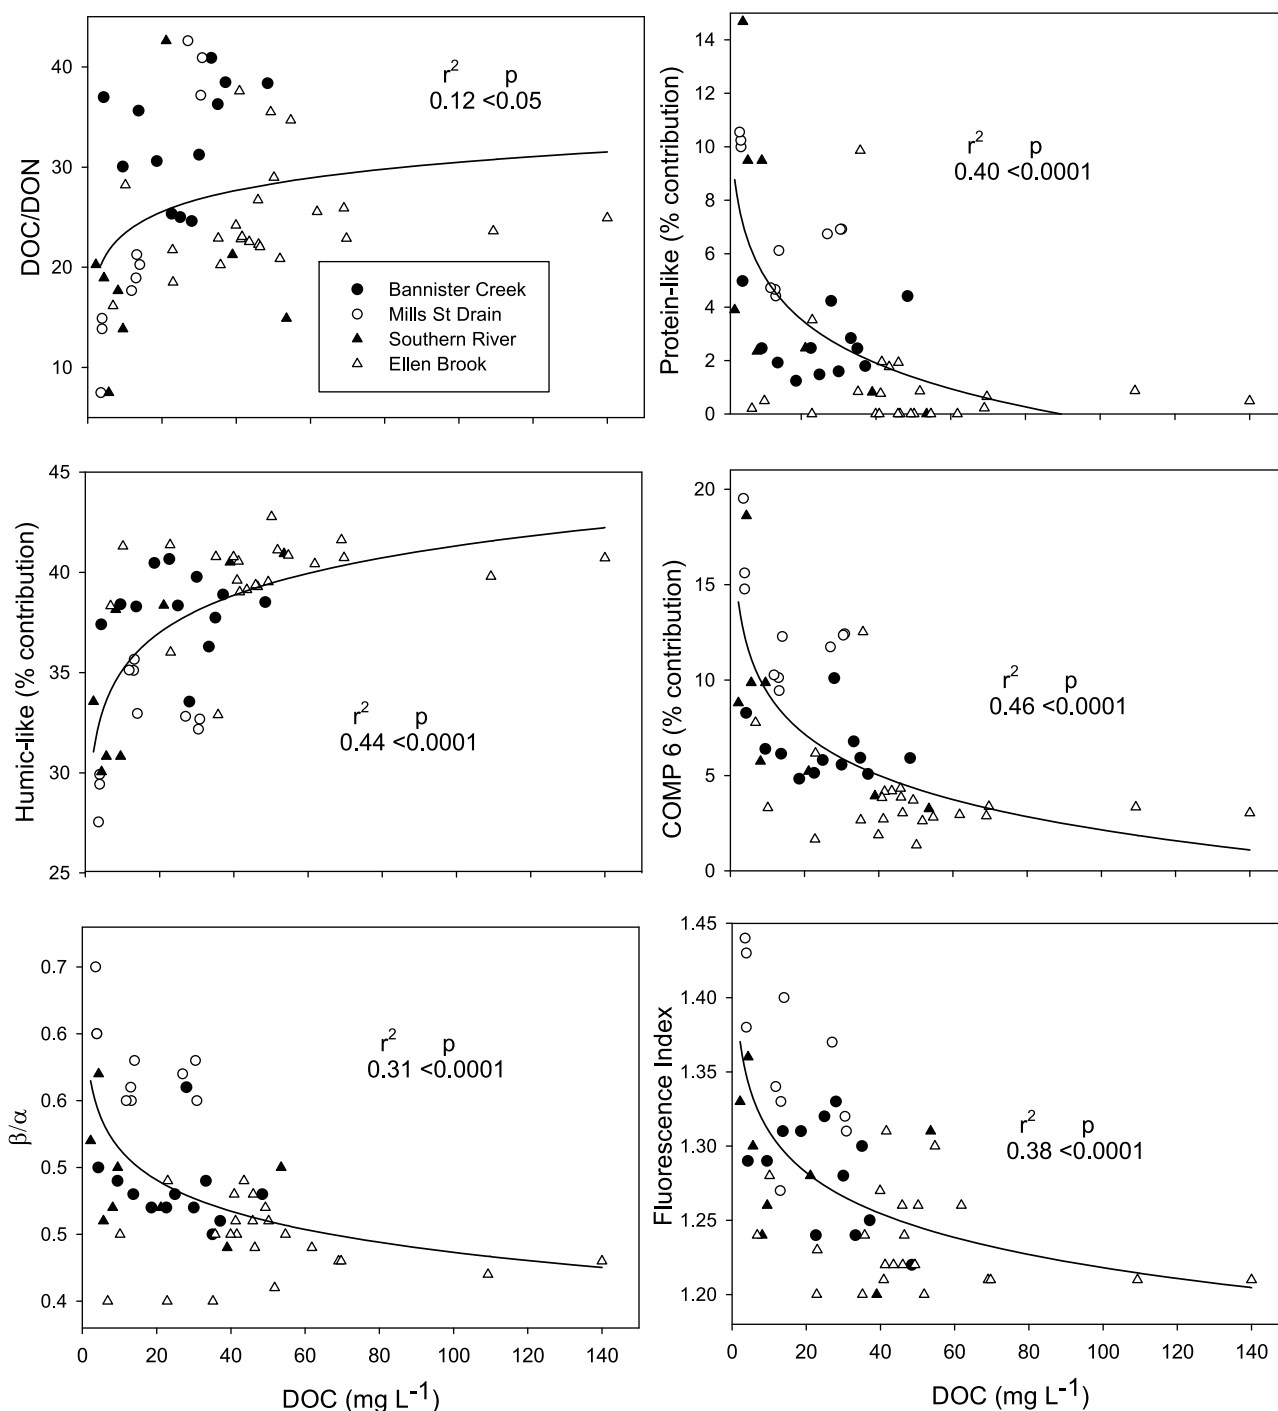 40
30
20
10
DOC/DON
r2 p
0.12 <0.05
Bannister Creek
Mills St Drain
Southern River
Ellen Brook
14
12
10
8
6
4
2
0
Protein-like (% contribution)
r2 p
0.40 <0.0001
45
40
35
30
25
Humic-like (% contribution)
r2 p
0.44 <0.0001
20
15
10
5
0
COMP 6 (% contribution)
r2 p
0.46 <0.0001
0.7
0.6
0.6
0.5
0.5
0.4
β/α
r2 p
0.31 <0.0001
0 20 40 60 80 100 120 140
DOC (mg L-1)
1.45
1.40
1.35
1.30
1.25
1.20
Fluorescence Index
r2 p
0.38 <0.0001
0 20 40 60 80 100 120 140
DOC (mg L-1)